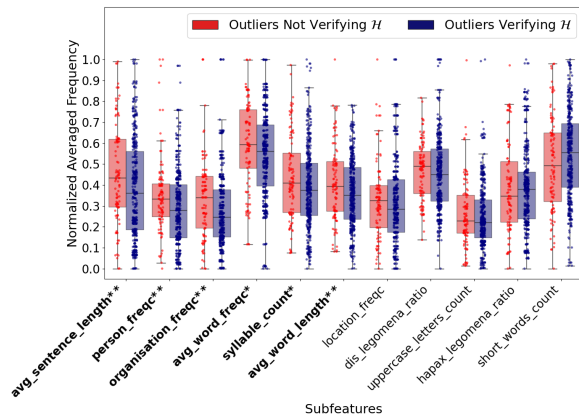 Outliers Not Verifying ℋ
Outliers Verifying ℋ
Normalized Averaged Frequency
1.0
0.9
0.8
0.7
0.6
0.5
0.4
0.3
0.2
0.1
0.0
avg_sentence_length**
person_freqc**
organisation_freqc**
avg_word_freqc*
syllable_count*
avg_word_length**
location_freqc
dis_legomena_ratio
uppercase_letters_count
hapax_legomena_ratio
short_words_count
Subfeatures